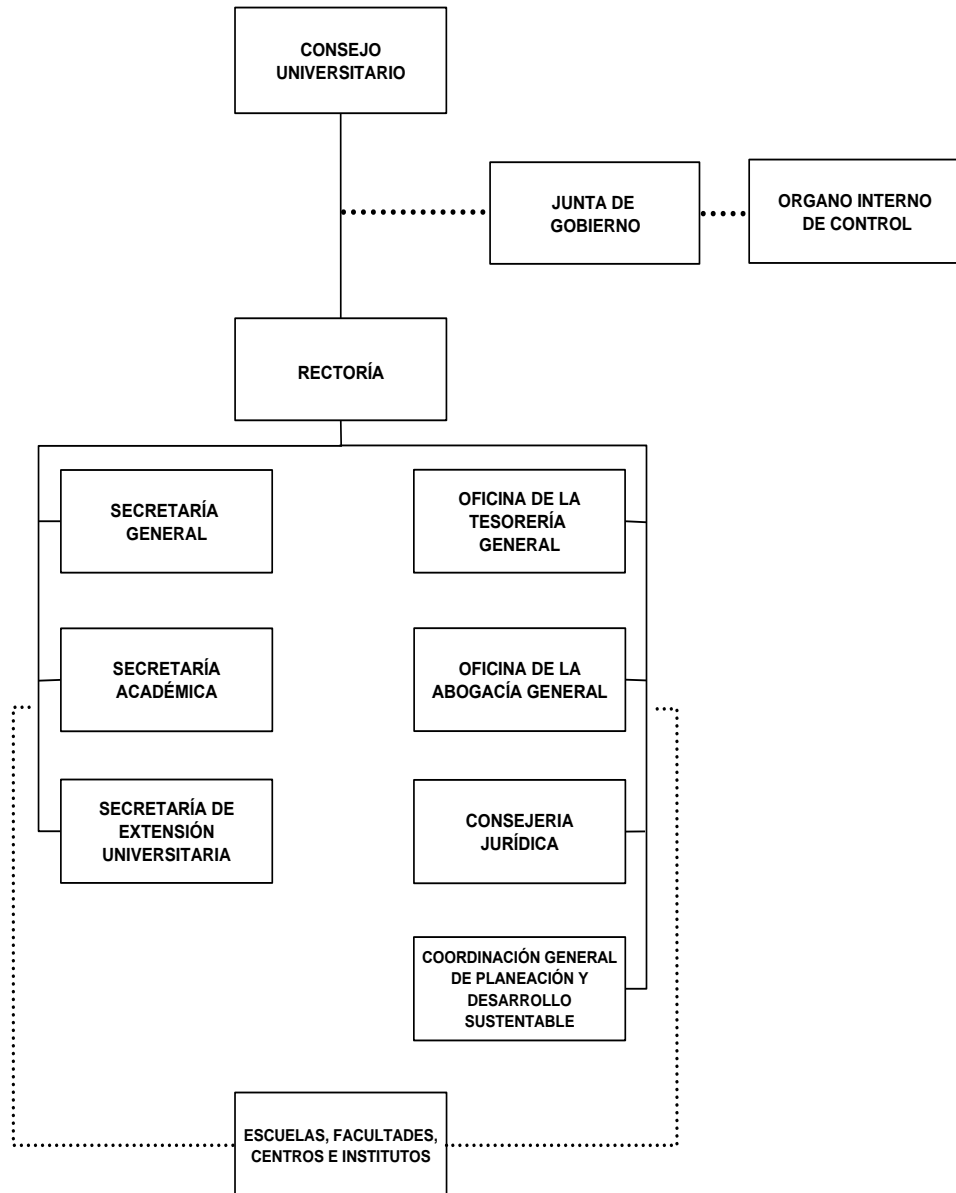 CONSEJO
UNIVERSITARIO
JUNTA DE
GOBIERNO
ORGANO INTERNO
DE CONTROL
RECTORÍA
SECRETARÍA
GENERAL
OFICINA DE LA
TESORERÍA
GENERAL
SECRETARÍA
ACADÉMICA
OFICINA DE LA
ABOGACÍA GENERAL
SECRETARÍA DE
EXTENSIÓN
UNIVERSITARIA
CONSEJERIA
JURÍDICA
COORDINACIÓN GENERAL
DE PLANEACIÓN Y
DESARROLLO
SUSTENTABLE
ESCUELAS, FACULTADES,
CENTROS E INSTITUTOS